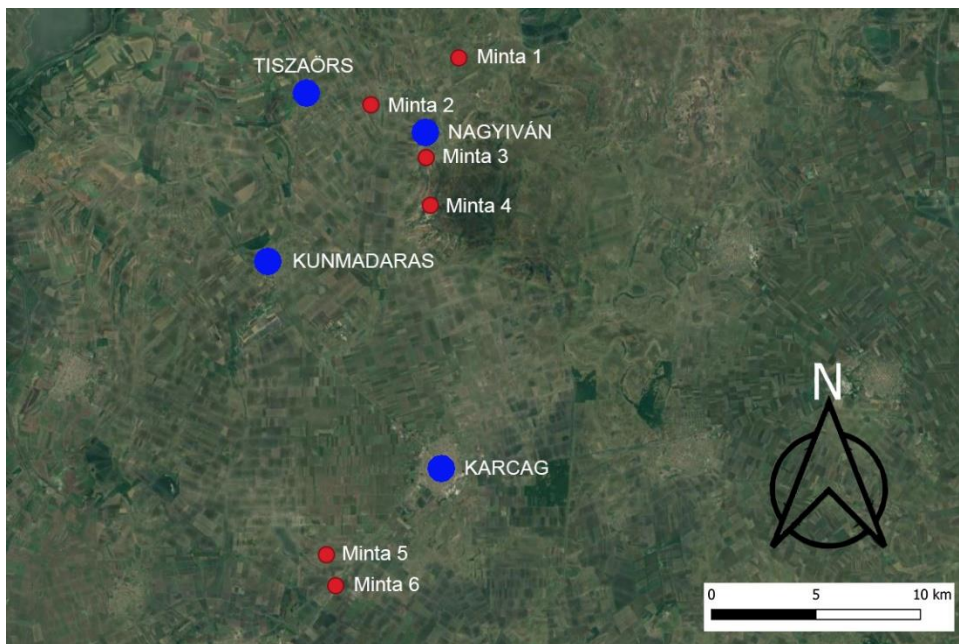 Minta 1
TISZAÖRS
Minta 2
NAGYIVÁN
Minta 3
Minta 4
KUNMADARAS
N
KARCAG
Minta 5
Minta 6
0 5 10 km